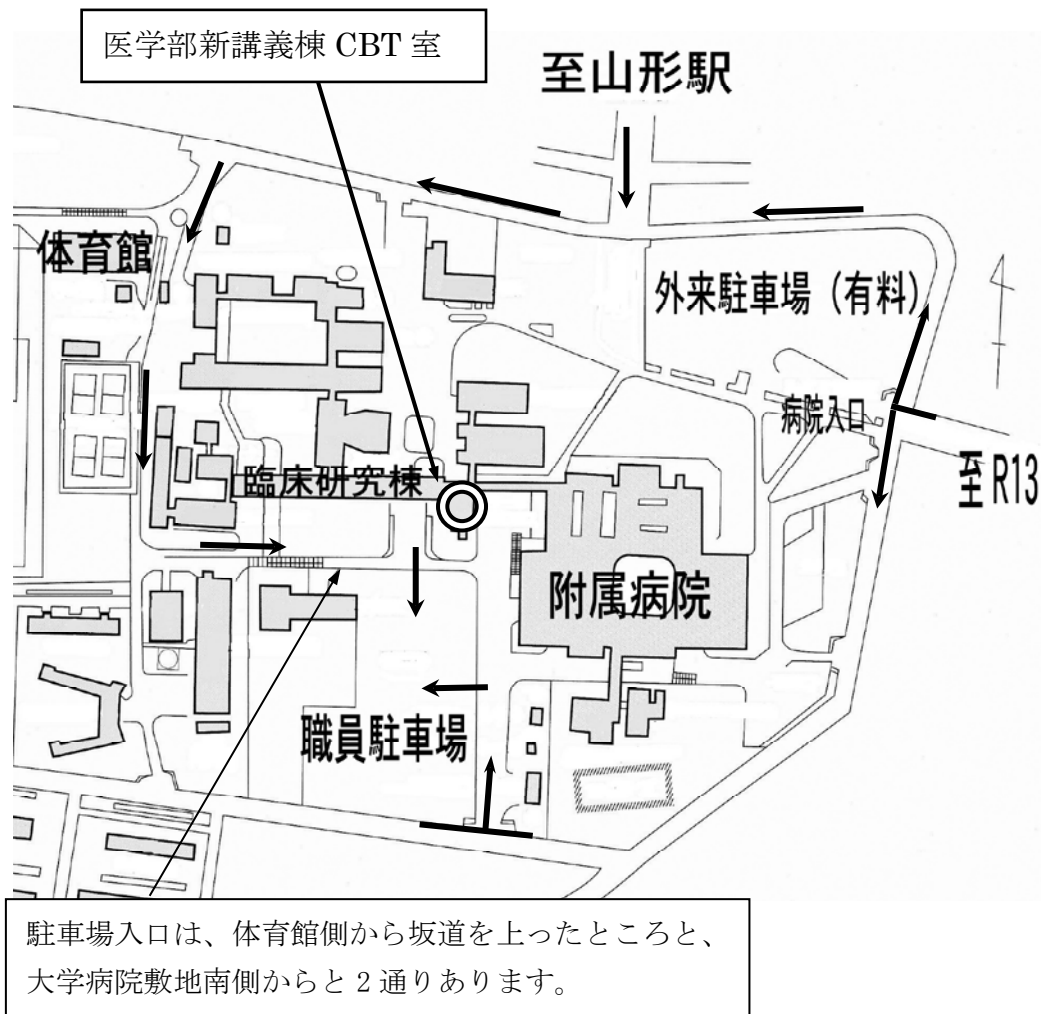 医学部新講義棟 CBT 室
至山形駅
体育館
外来駐車場（有料）
病院入口
至 R13
臨床研究棟
附属病院
職員駐車場
駐車場入口は、体育館側から坂道を上ったところと、
大学病院敷地南側からと 2 通りあります。